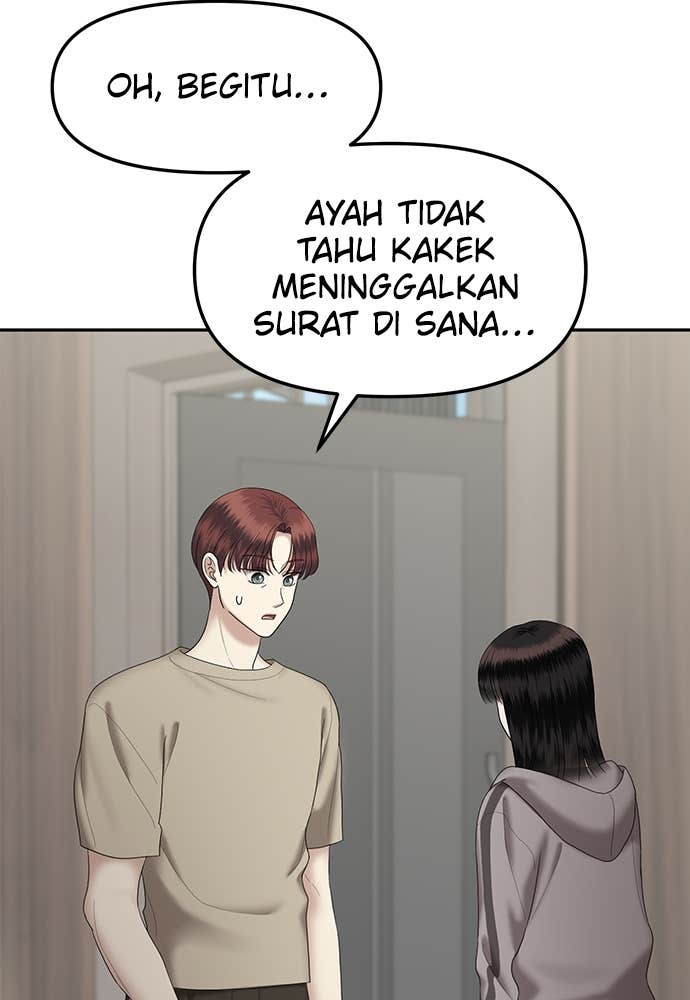 OH, BEGITU...
AYAH TIDAK
TAHU KAKEK
MENINGGALKAN
SURAT DI SANA...